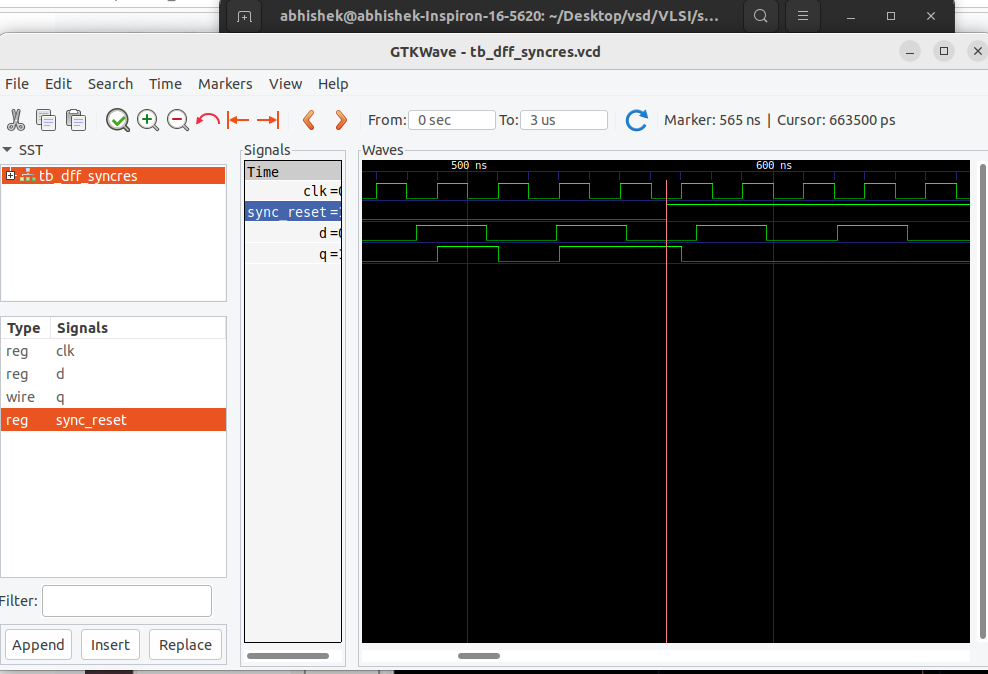 abhishek@abhishek-Inspiron-16-5620: ~/Desktop/vsd/VLSI/s...
GTKWave - tb_dff_syncres.vcd
File Edit Search Time Markers View Help
From: 0 sec To: 3 us Marker: 565 ns | Cursor: 663500 ps
SST
tb_dff_syncres
Type Signals
reg clk
reg d
wire q
reg sync_reset
Filter:
Append Insert Replace
Signals
Time
clk=0
sync_reset=1
d=0
q=1
Waves
500 ns 600 ns